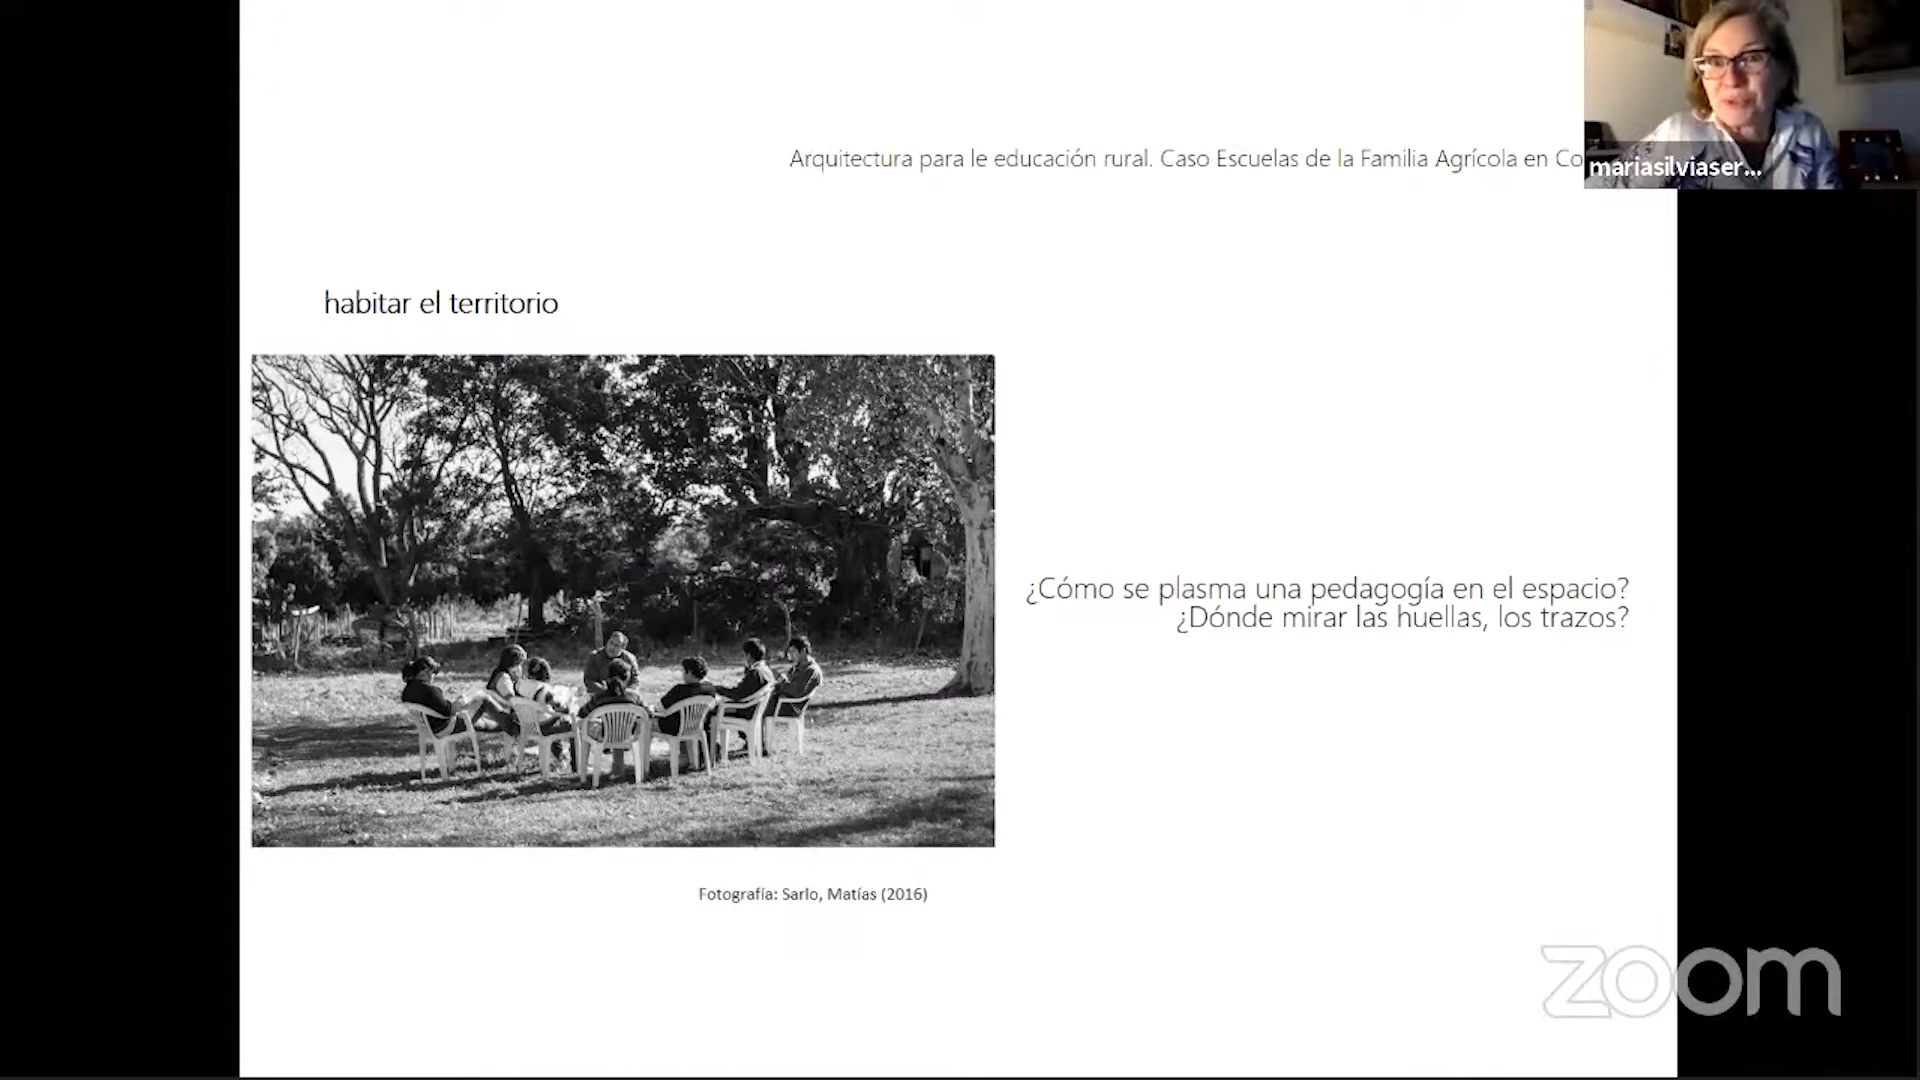 Arquitectura para le educación rural. Caso Escuelas de la Familia Agrícola en Co
mariasilviaser...
habitar el territorio
¿Cómo se plasma una pedagogía en el espacio?
¿Dónde mirar las huellas, los trazos?
Fotografía: Sarlo, Matías (2016)
zoom